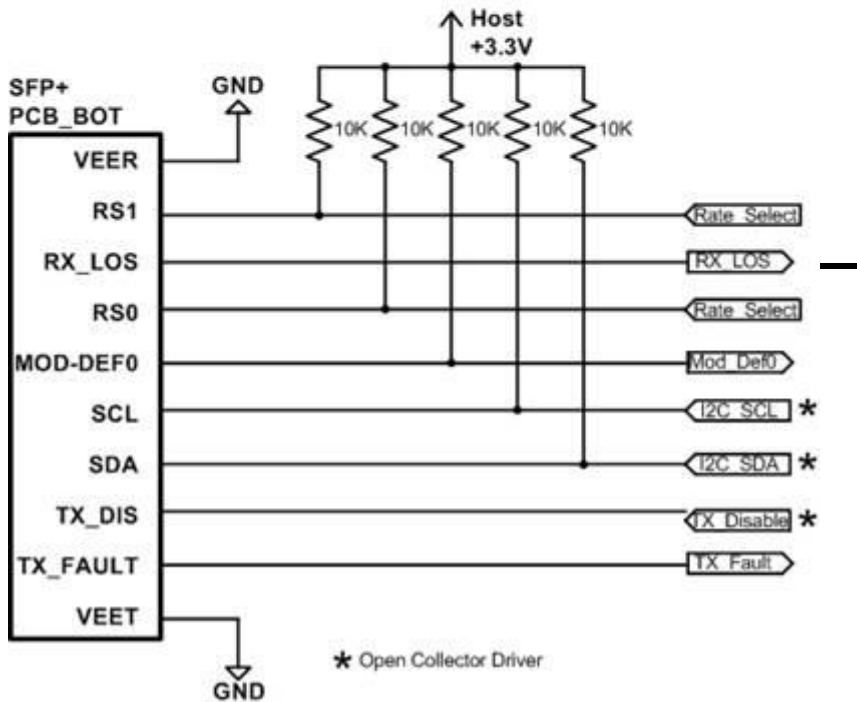 Host
+3.3V
SFP+
PCB_BOT
GND
10K 10K 10K 10K 10K
VEER
RS1
Rate_Select
RX_LOS
RX_LOS
RS0
Rate_Select
MOD-DEF0
Mod_Def0
SCL
I2C_SCL *
SDA
I2C_SDA *
TX_DIS
TX_Disable *
TX_FAULT
TX_Fault
VEET
GND
* Open Collector Driver